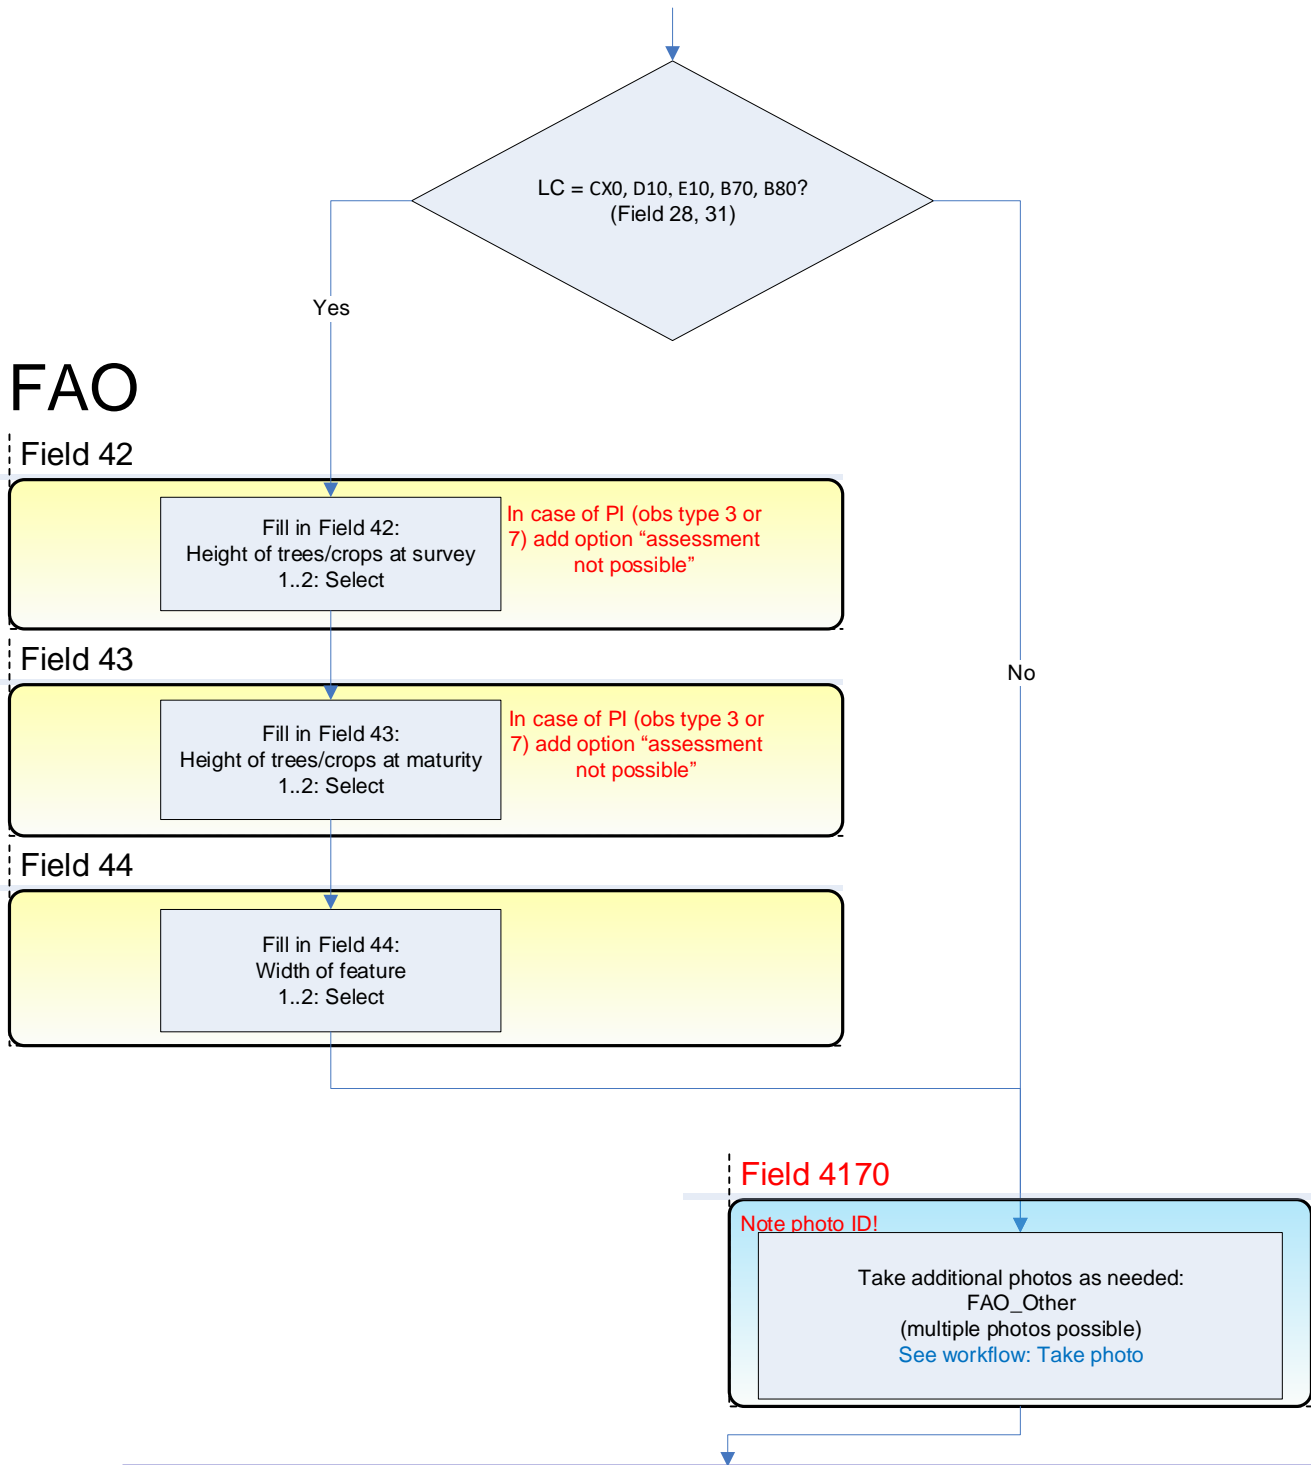 LC = CX0, D10, E10, B70, B80?
(Field 28, 31)
Yes
FAO
Field 42
Fill in Field 42:
Height of trees/crops at survey
1..2: Select
In case of PI (obs type 3 or
7) add option “assessment
not possible”
Field 43
Fill in Field 43:
Height of trees/crops at maturity
1..2: Select
In case of PI (obs type 3 or
7) add option “assessment
not possible”
No
Field 44
Fill in Field 44:
Width of feature
1..2: Select
Field 4170
Note photo ID!
Take additional photos as needed:
FAO_Other
(multiple photos possible)
See workflow: Take photo